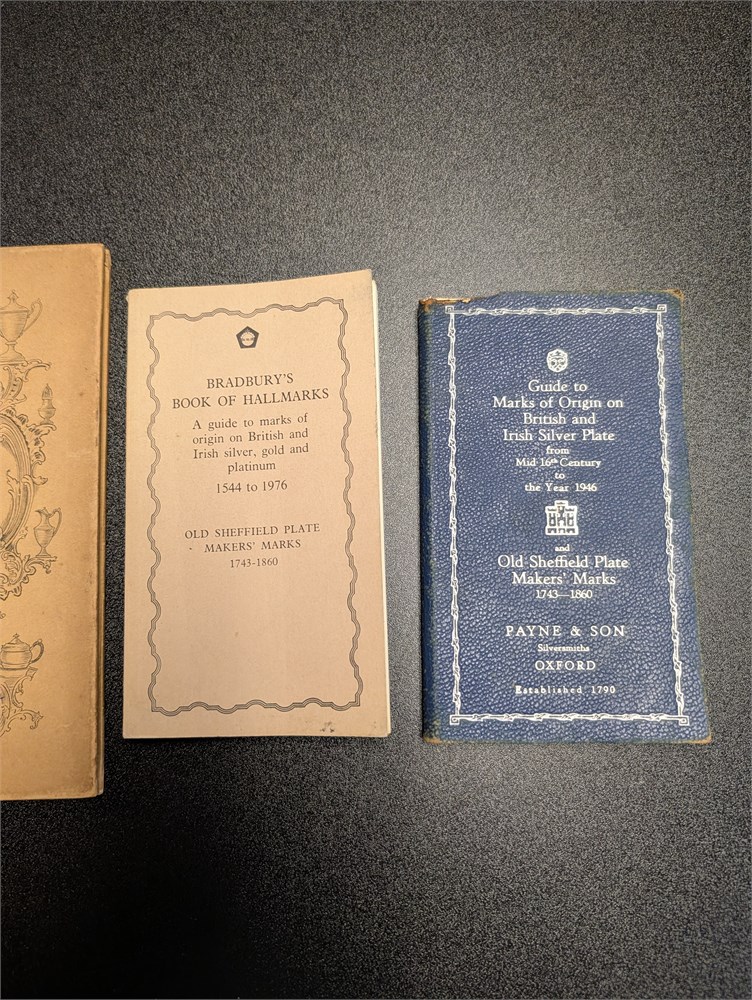 BRADBURY'S
BOOK OF HALLMARKS
A guide to marks of
origin on British and
Irish silver, gold and
platinum
1544 to 1976
OLD SHEFFIELD PLATE
MAKERS' MARKS
1743-1860
Guide to
Marks of Origin on
British and
Irish Silver Plate
from
Mid 16th Century
to
the Year 1946
and
Old Sheffield Plate
Makers' Marks
1743—1860
PAYNE & SON
Silversmiths
OXFORD
Established 1790